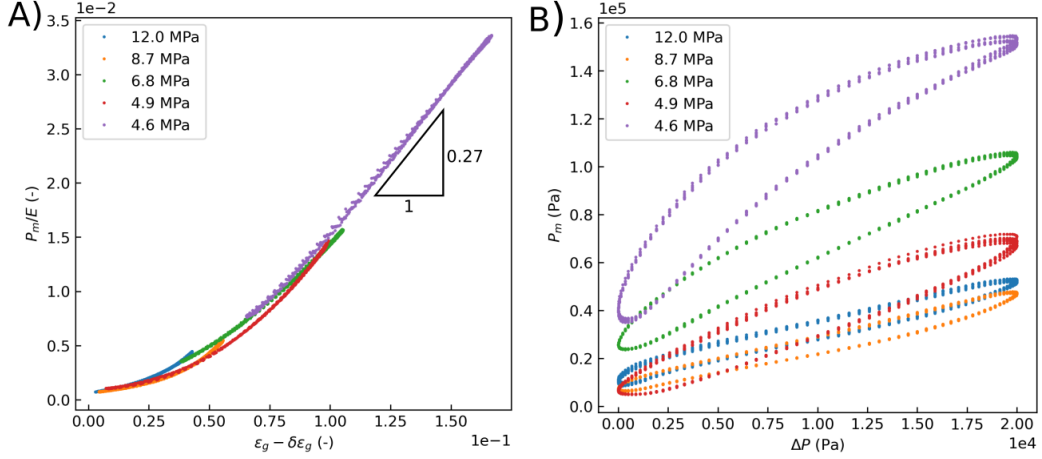 A)
1e−2
3.5
3.0
2.5
2.0
1.5
1.0
0.5
0.0
P_m/E (-)
12.0 MPa
8.7 MPa
6.8 MPa
4.9 MPa
4.6 MPa
0.27
1
0.00 0.25 0.50 0.75 1.00 1.25 1.50
ε_g − δε_g (-)
1e−1
B)
1e5
1.6
1.4
1.2
1.0
0.8
0.6
0.4
0.2
0.0
P_m (Pa)
12.0 MPa
8.7 MPa
6.8 MPa
4.9 MPa
4.6 MPa
0.00 0.25 0.50 0.75 1.00 1.25 1.50 1.75 2.00
ΔP (Pa)
1e4